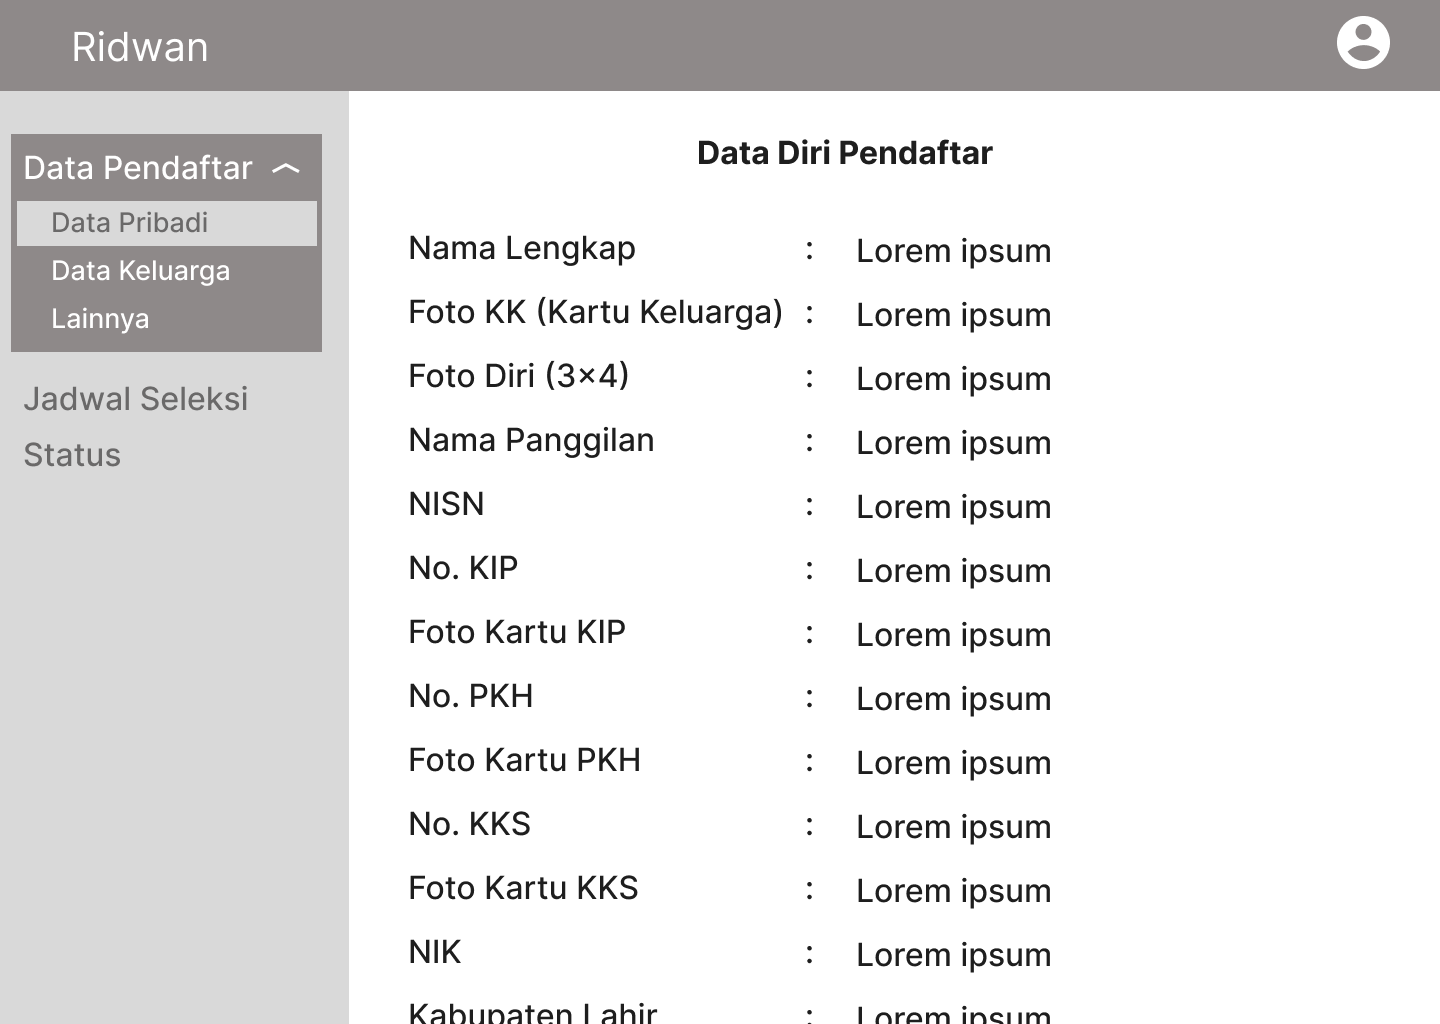 Ridwan
Data Pendaftar
Data Pribadi
Data Keluarga
Lainnya
Jadwal Seleksi
Status
Data Diri Pendaftar
Nama Lengkap : Lorem ipsum
Foto KK (Kartu Keluarga) : Lorem ipsum
Foto Diri (3×4) : Lorem ipsum
Nama Panggilan : Lorem ipsum
NISN : Lorem ipsum
No. KIP : Lorem ipsum
Foto Kartu KIP : Lorem ipsum
No. PKH : Lorem ipsum
Foto Kartu PKH : Lorem ipsum
No. KKS : Lorem ipsum
Foto Kartu KKS : Lorem ipsum
NIK : Lorem ipsum
Kabupaten Lahir : Lorem ipsum